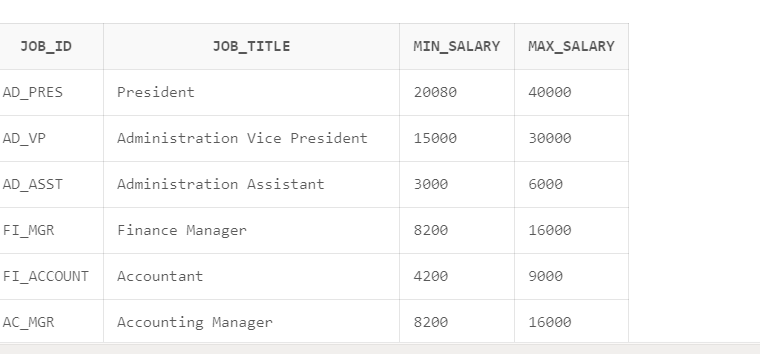 JOB_ID JOB_TITLE MIN_SALARY MAX_SALARY
AD_PRES President 20080 40000
AD_VP Administration Vice President 15000 30000
AD_ASST Administration Assistant 3000 6000
FI_MGR Finance Manager 8200 16000
FI_ACCOUNT Accountant 4200 9000
AC_MGR Accounting Manager 8200 16000